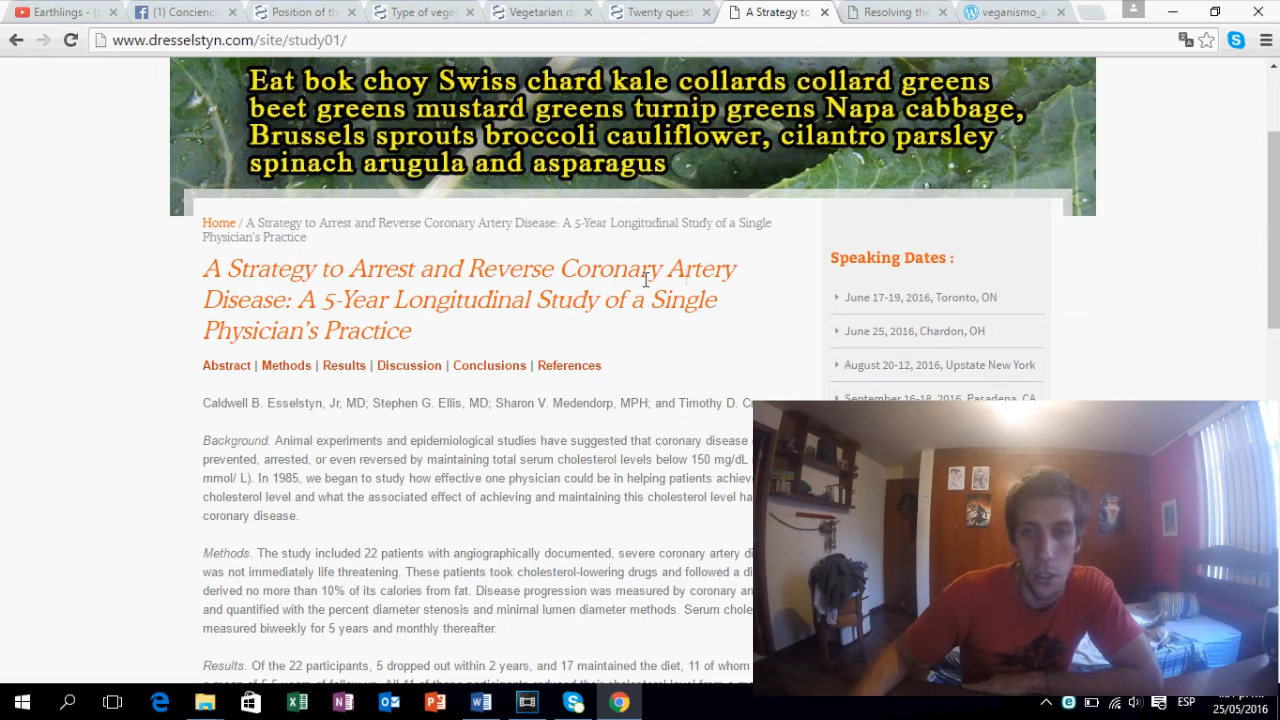 Earthlings - (s
(1) Concienci
Position of the
Type of vege
Vegetarian di
Twenty quest
A Strategy to
Resolving the
veganismo_a
www.dresselstyn.com/site/study01/
Eat bok choy Swiss chard kale collards collard greens
beet greens mustard greens turnip greens Napa cabbage,
Brussels sprouts broccoli cauliflower, cilantro parsley
spinach arugula and asparagus
Home / A Strategy to Arrest and Reverse Coronary Artery Disease: A 5-Year Longitudinal Study of a Single
Physician's Practice
A Strategy to Arrest and Reverse Coronary Artery
Disease: A 5-Year Longitudinal Study of a Single
Physician's Practice
Abstract | Methods | Results | Discussion | Conclusions | References
Caldwell B. Esselstyn, Jr, MD; Stephen G. Ellis, MD; Sharon V. Medendorp, MPH; and Timothy D. C
Background. Animal experiments and epidemiological studies have suggested that coronary disease
prevented, arrested, or even reversed by maintaining total serum cholesterol levels below 150 mg/dL
mmol/ L). In 1985, we began to study how effective one physician could be in helping patients achieve
cholesterol level and what the associated effect of achieving and maintaining this cholesterol level ha
coronary disease.
Methods. The study included 22 patients with angiographically documented, severe coronary artery di
was not immediately life threatening. These patients took cholesterol-lowering drugs and followed a di
derived no more than 10% of its calories from fat. Disease progression was measured by coronary an
and quantified with the percent diameter stenosis and minimal lumen diameter methods. Serum chole
measured biweekly for 5 years and monthly thereafter.
Results. Of the 22 participants, 5 dropped out within 2 years, and 17 maintained the diet, 11 of whom
Speaking Dates :
June 17-19, 2016, Toronto, ON
June 25, 2016, Chardon, OH
August 20-12, 2016, Upstate New York
September 16-18, 2016, Pasadena, CA
ESP
25/05/2016